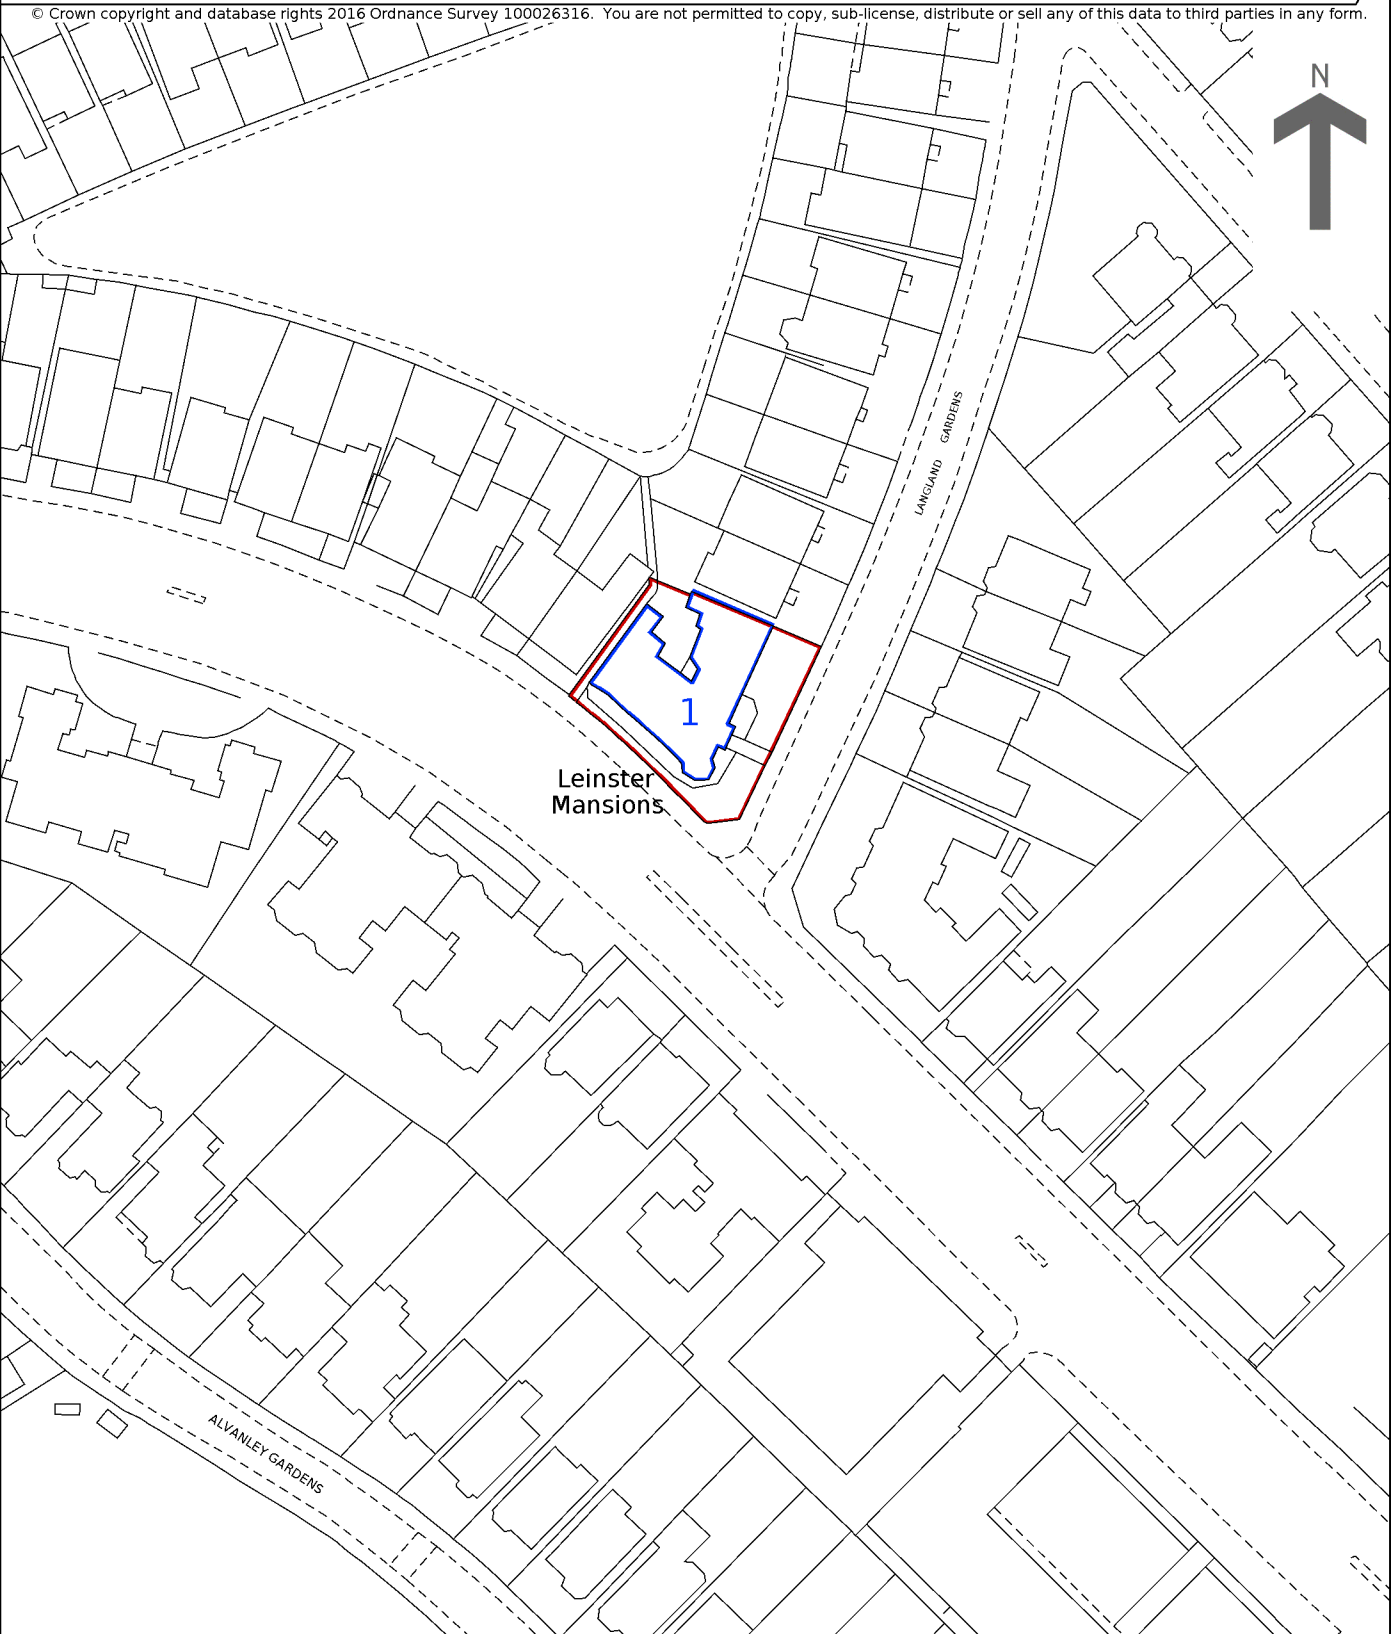 © Crown copyright and database rights 2016 Ordnance Survey 100026316.  You are not permitted to copy, sub-license, distribute or sell any of this data to third parties in any form.
N
LANGLAND GARDENS
1
Leinster
Mansions
ALVANLEY GARDENS